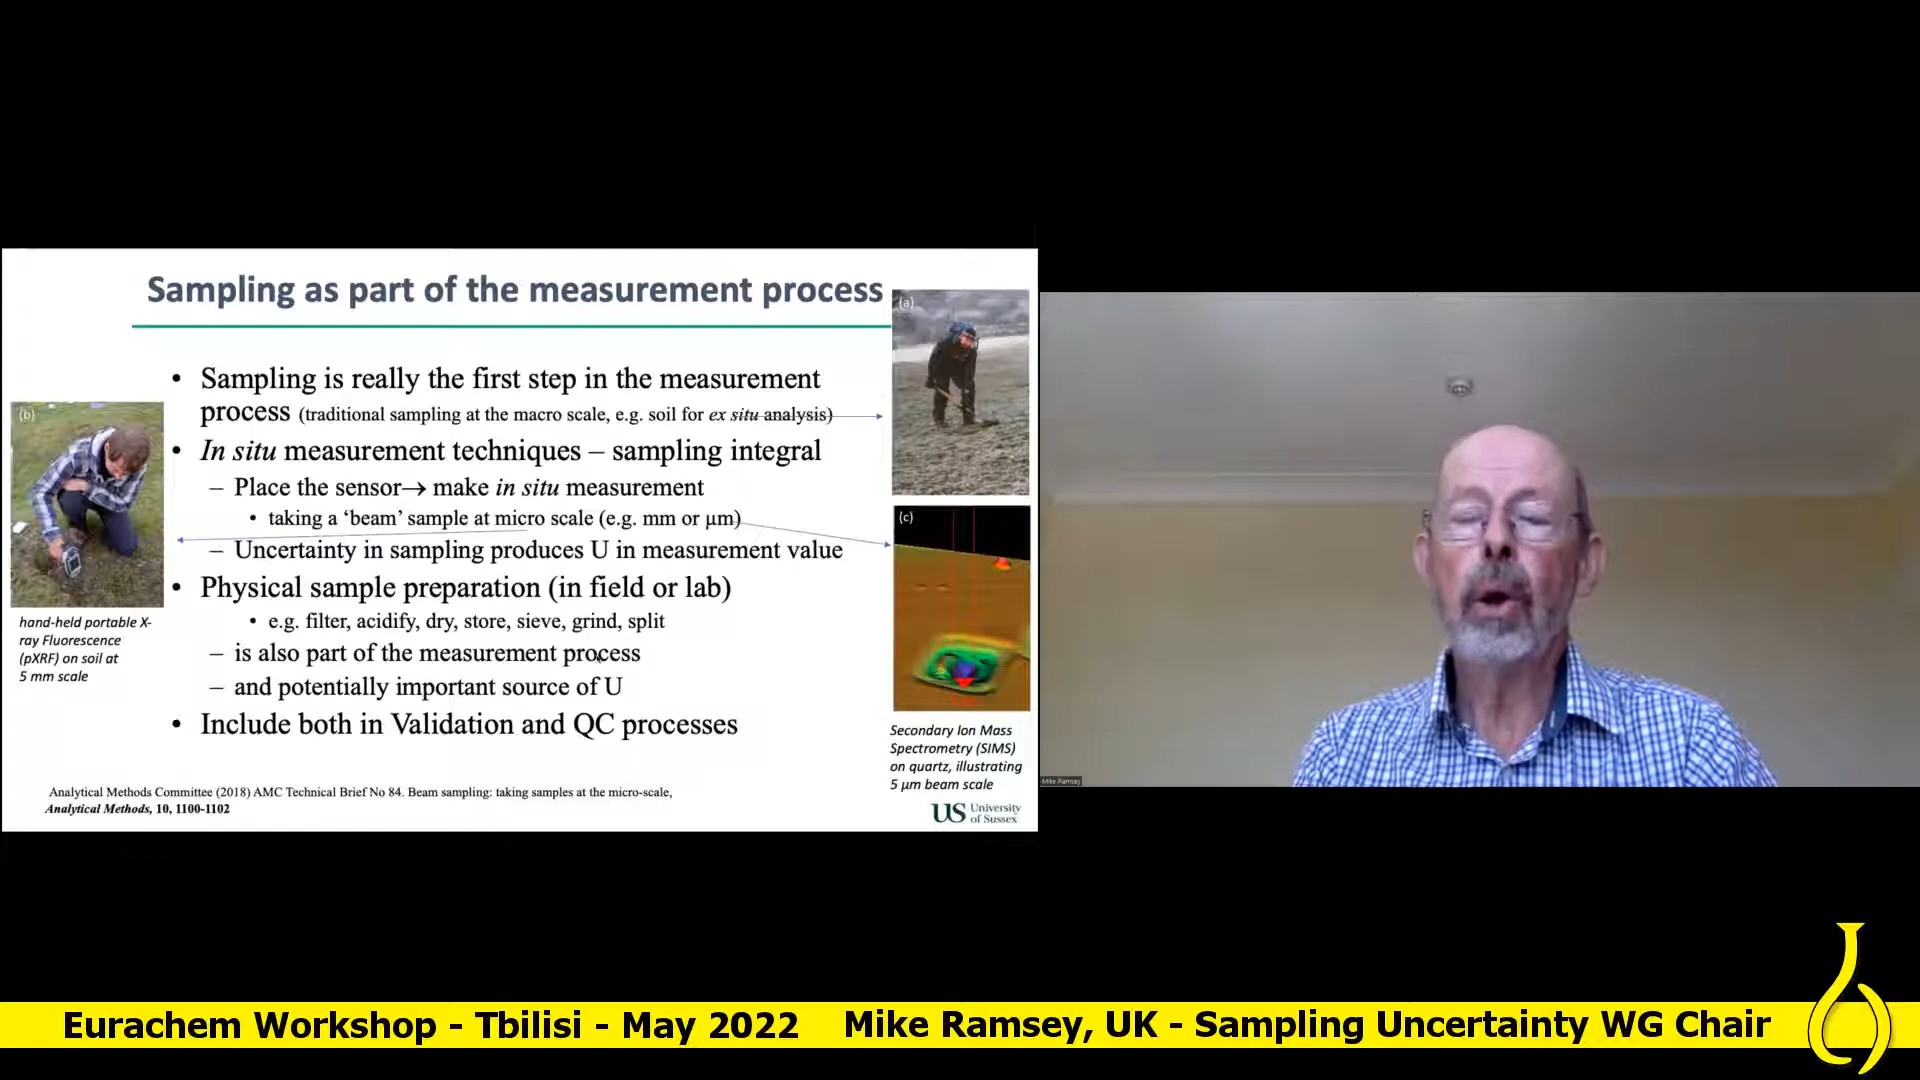 Sampling as part of the measurement process
• Sampling is really the first step in the measurement
process (traditional sampling at the macro scale, e.g. soil for ex situ analysis)
• In situ measurement techniques – sampling integral
– Place the sensor→ make in situ measurement
• taking a ‘beam’ sample at micro scale (e.g. mm or µm)
– Uncertainty in sampling produces U in measurement value
• Physical sample preparation (in field or lab)
• e.g. filter, acidify, dry, store, sieve, grind, split
– is also part of the measurement process
– and potentially important source of U
• Include both in Validation and QC processes
(a)
(b)
hand-held portable X-
ray Fluorescence
(pXRF) on soil at
5 mm scale
(c)
Secondary Ion Mass
Spectrometry (SIMS)
on quartz, illustrating
5 µm beam scale
Analytical Methods Committee (2018) AMC Technical Brief No 84. Beam sampling: taking samples at the micro-scale,
Analytical Methods, 10, 1100-1102
US University
of Sussex
Mike Ramsey
Eurachem Workshop - Tbilisi - May 2022 Mike Ramsey, UK - Sampling Uncertainty WG Chair